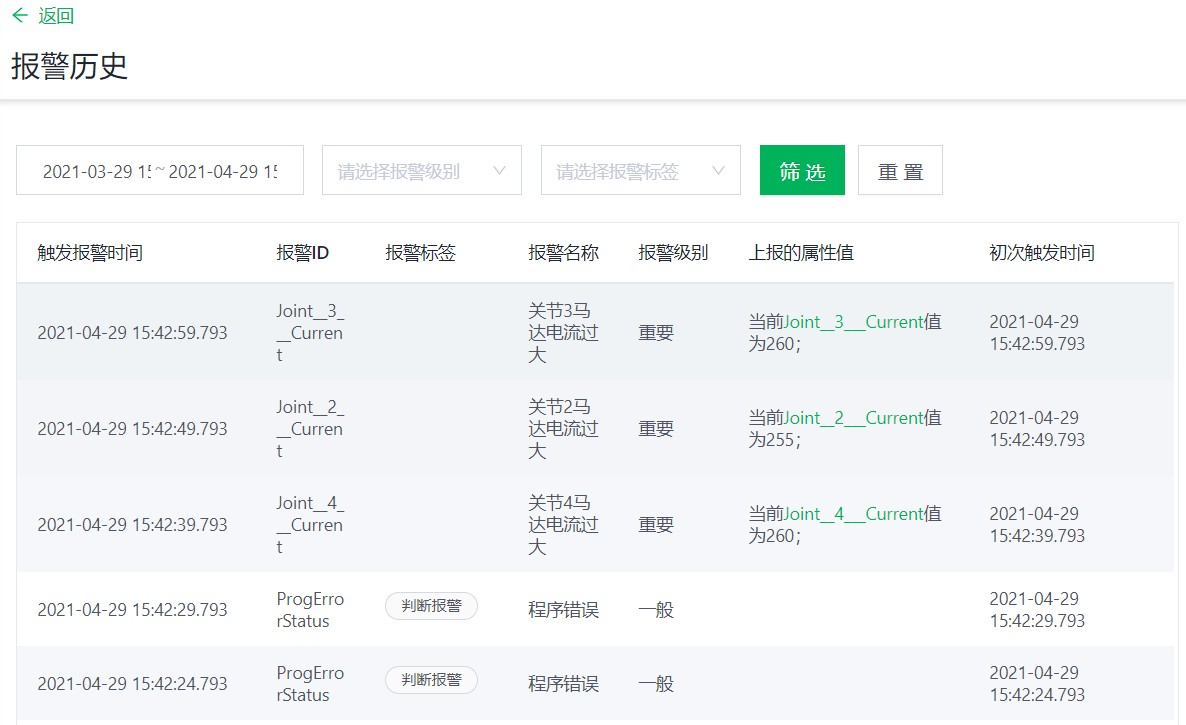 返回
报警历史
2021-03-29 15 ~ 2021-04-29 15
请选择报警级别
请选择报警标签
筛 选
重 置
触发报警时间 报警ID 报警标签 报警名称 报警级别 上报的属性值 初次触发时间
2021-04-29 15:42:59.793
Joint__3_
__Curren
t
关节3马
达电流过
大
重要
当前Joint__3___Current值
为260；
2021-04-29
15:42:59.793
2021-04-29 15:42:49.793
Joint__2_
__Curren
t
关节2马
达电流过
大
重要
当前Joint__2___Current值
为255；
2021-04-29
15:42:49.793
2021-04-29 15:42:39.793
Joint__4_
__Curren
t
关节4马
达电流过
大
重要
当前Joint__4___Current值
为260；
2021-04-29
15:42:39.793
2021-04-29 15:42:29.793
ProgErro
rStatus
判断报警
程序错误
一般
2021-04-29
15:42:29.793
2021-04-29 15:42:24.793
ProgErro
rStatus
判断报警
程序错误
一般
2021-04-29
15:42:24.793